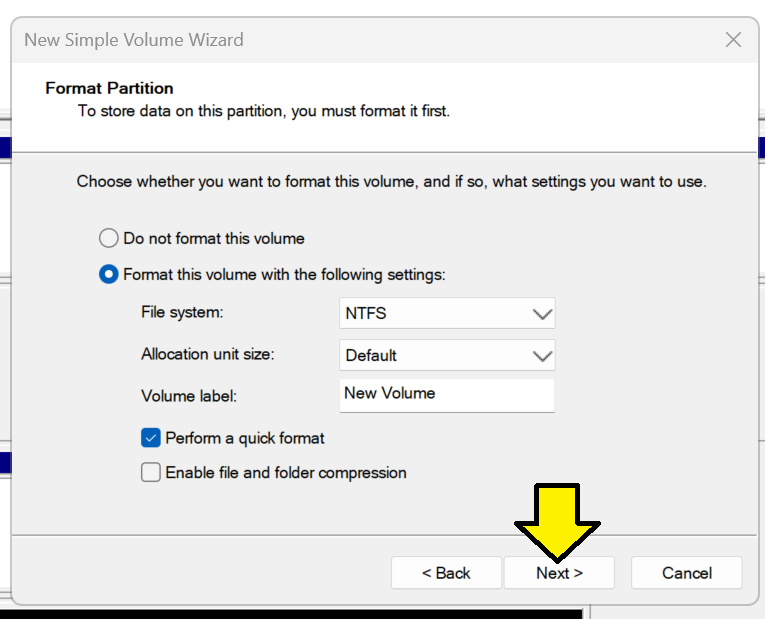 New Simple Volume Wizard
Format Partition
To store data on this partition, you must format it first.
Choose whether you want to format this volume, and if so, what settings you want to use.
Do not format this volume
Format this volume with the following settings:
File system: NTFS
Allocation unit size: Default
Volume label: New Volume
Perform a quick format
Enable file and folder compression
< Back Next > Cancel